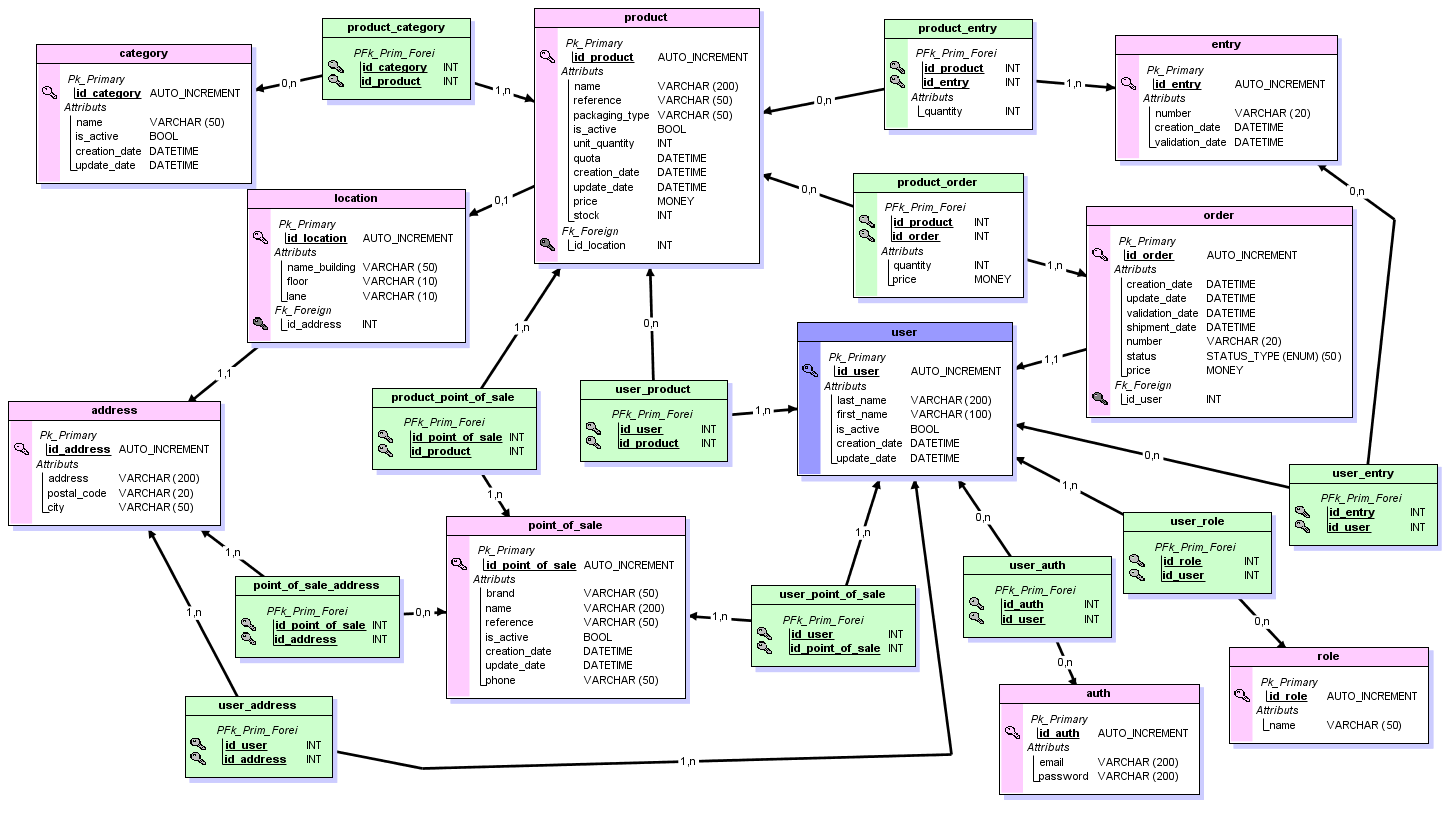 product_category
PFk_Prim_Forei
id_category INT
id_product INT
category
Pk_Primary
id_category AUTO_INCREMENT
Attributs
name VARCHAR (50)
is_active BOOL
creation_date DATETIME
update_date DATETIME
0,n
1,n
product
Pk_Primary
id_product AUTO_INCREMENT
Attributs
name VARCHAR (200)
reference VARCHAR (50)
packaging_type VARCHAR (50)
is_active BOOL
unit_quantity INT
quota DATETIME
creation_date DATETIME
update_date DATETIME
price MONEY
stock INT
Fk_Foreign
id_location INT
product_entry
PFk_Prim_Forei
id_product INT
id_entry INT
Attributs
quantity INT
0,n
1,n
entry
Pk_Primary
id_entry AUTO_INCREMENT
Attributs
number VARCHAR (20)
creation_date DATETIME
validation_date DATETIME
location
Pk_Primary
id_location AUTO_INCREMENT
Attributs
name_building VARCHAR (50)
floor VARCHAR (10)
lane VARCHAR (10)
Fk_Foreign
id_address INT
0,1
product_order
PFk_Prim_Forei
id_product INT
id_order INT
Attributs
quantity INT
price MONEY
0,n
1,n
0,n
order
Pk_Primary
id_order AUTO_INCREMENT
Attributs
creation_date DATETIME
update_date DATETIME
validation_date DATETIME
shipment_date DATETIME
number VARCHAR (20)
status STATUS_TYPE (ENUM) (50)
price MONEY
Fk_Foreign
id_user INT
1,n
0,n
1,1
1,1
user
Pk_Primary
id_user AUTO_INCREMENT
Attributs
last_name VARCHAR (200)
first_name VARCHAR (100)
is_active BOOL
creation_date DATETIME
update_date DATETIME
address
Pk_Primary
id_address AUTO_INCREMENT
Attributs
address VARCHAR (200)
postal_code VARCHAR (20)
city VARCHAR (50)
product_point_of_sale
PFk_Prim_Forei
id_point_of_sale INT
id_product INT
user_product
PFk_Prim_Forei
id_user INT
id_product INT
1,n
0,n
user_entry
PFk_Prim_Forei
id_entry INT
id_user INT
1,n
1,n
0,n
1,n
user_role
PFk_Prim_Forei
id_role INT
id_user INT
point_of_sale
Pk_Primary
id_point_of_sale AUTO_INCREMENT
Attributs
brand VARCHAR (50)
name VARCHAR (200)
reference VARCHAR (50)
is_active BOOL
creation_date DATETIME
update_date DATETIME
phone VARCHAR (50)
1,n
user_auth
PFk_Prim_Forei
id_auth INT
id_user INT
point_of_sale_address
PFk_Prim_Forei
id_point_of_sale INT
id_address INT
0,n
1,n
user_point_of_sale
PFk_Prim_Forei
id_user INT
id_point_of_sale INT
1,n
0,n
0,n
role
Pk_Primary
id_role AUTO_INCREMENT
Attributs
name VARCHAR (50)
auth
Pk_Primary
id_auth AUTO_INCREMENT
Attributs
email VARCHAR (200)
password VARCHAR (200)
user_address
PFk_Prim_Forei
id_user INT
id_address INT
1,n